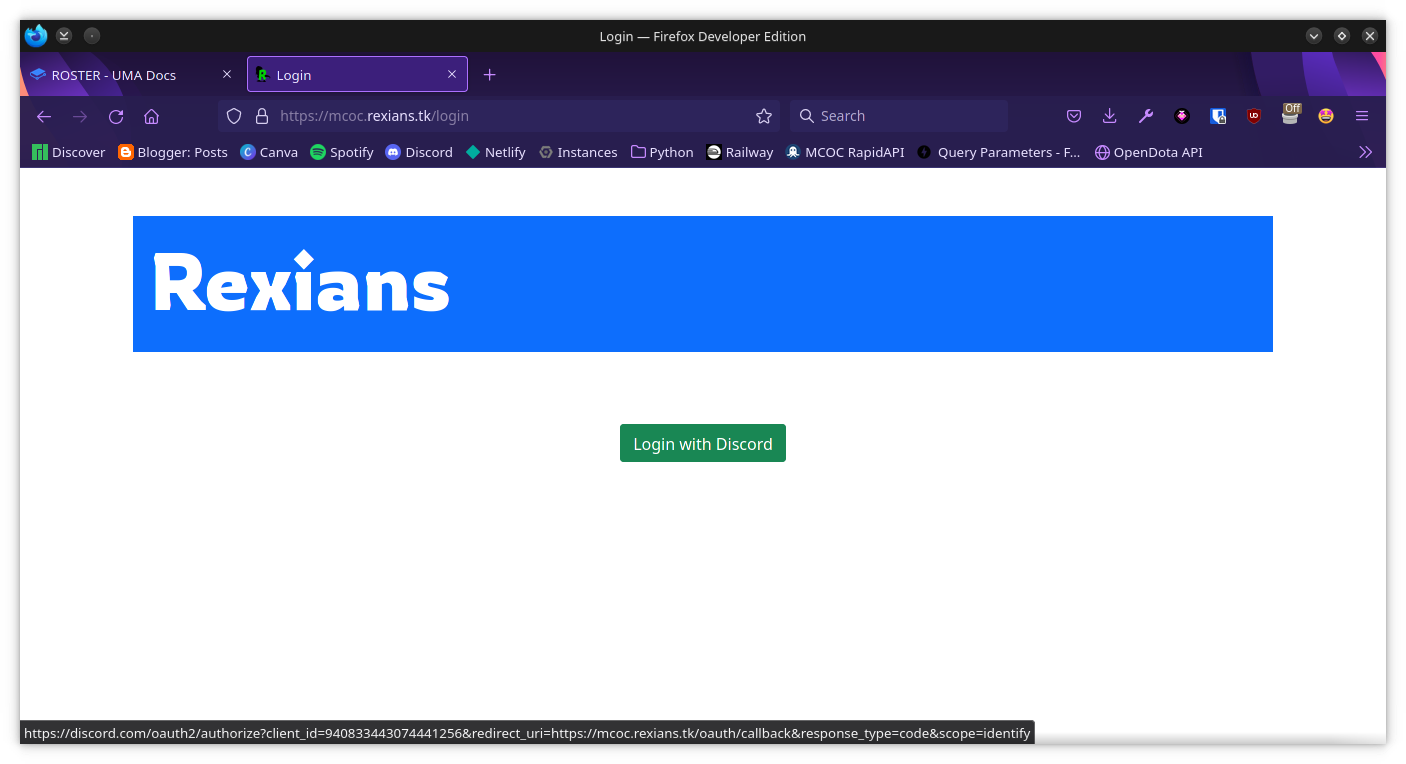 Login — Firefox Developer Edition
ROSTER - UMA Docs
Login
https://mcoc.rexians.tk/login
Search
Off
Discover
Blogger: Posts
Canva
Spotify
Discord
Netlify
Instances
Python
Railway
MCOC RapidAPI
Query Parameters - F...
OpenDota API
Rexians
Login with Discord
https://discord.com/oauth2/authorize?client_id=940833443074441256&redirect_uri=https://mcoc.rexians.tk/oauth/callback&response_type=code&scope=identify